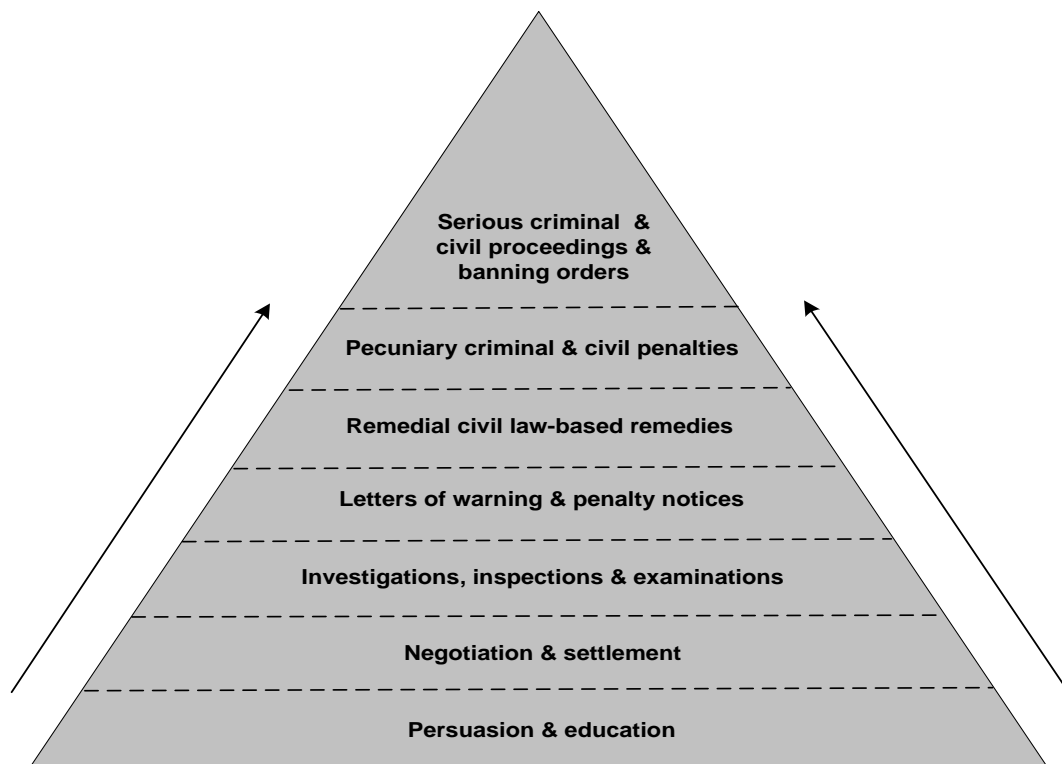 Serious criminal &
civil proceedings &
banning orders
Pecuniary criminal & civil penalties
Remedial civil law-based remedies
Letters of warning & penalty notices
Investigations, inspections & examinations
Negotiation & settlement
Persuasion & education